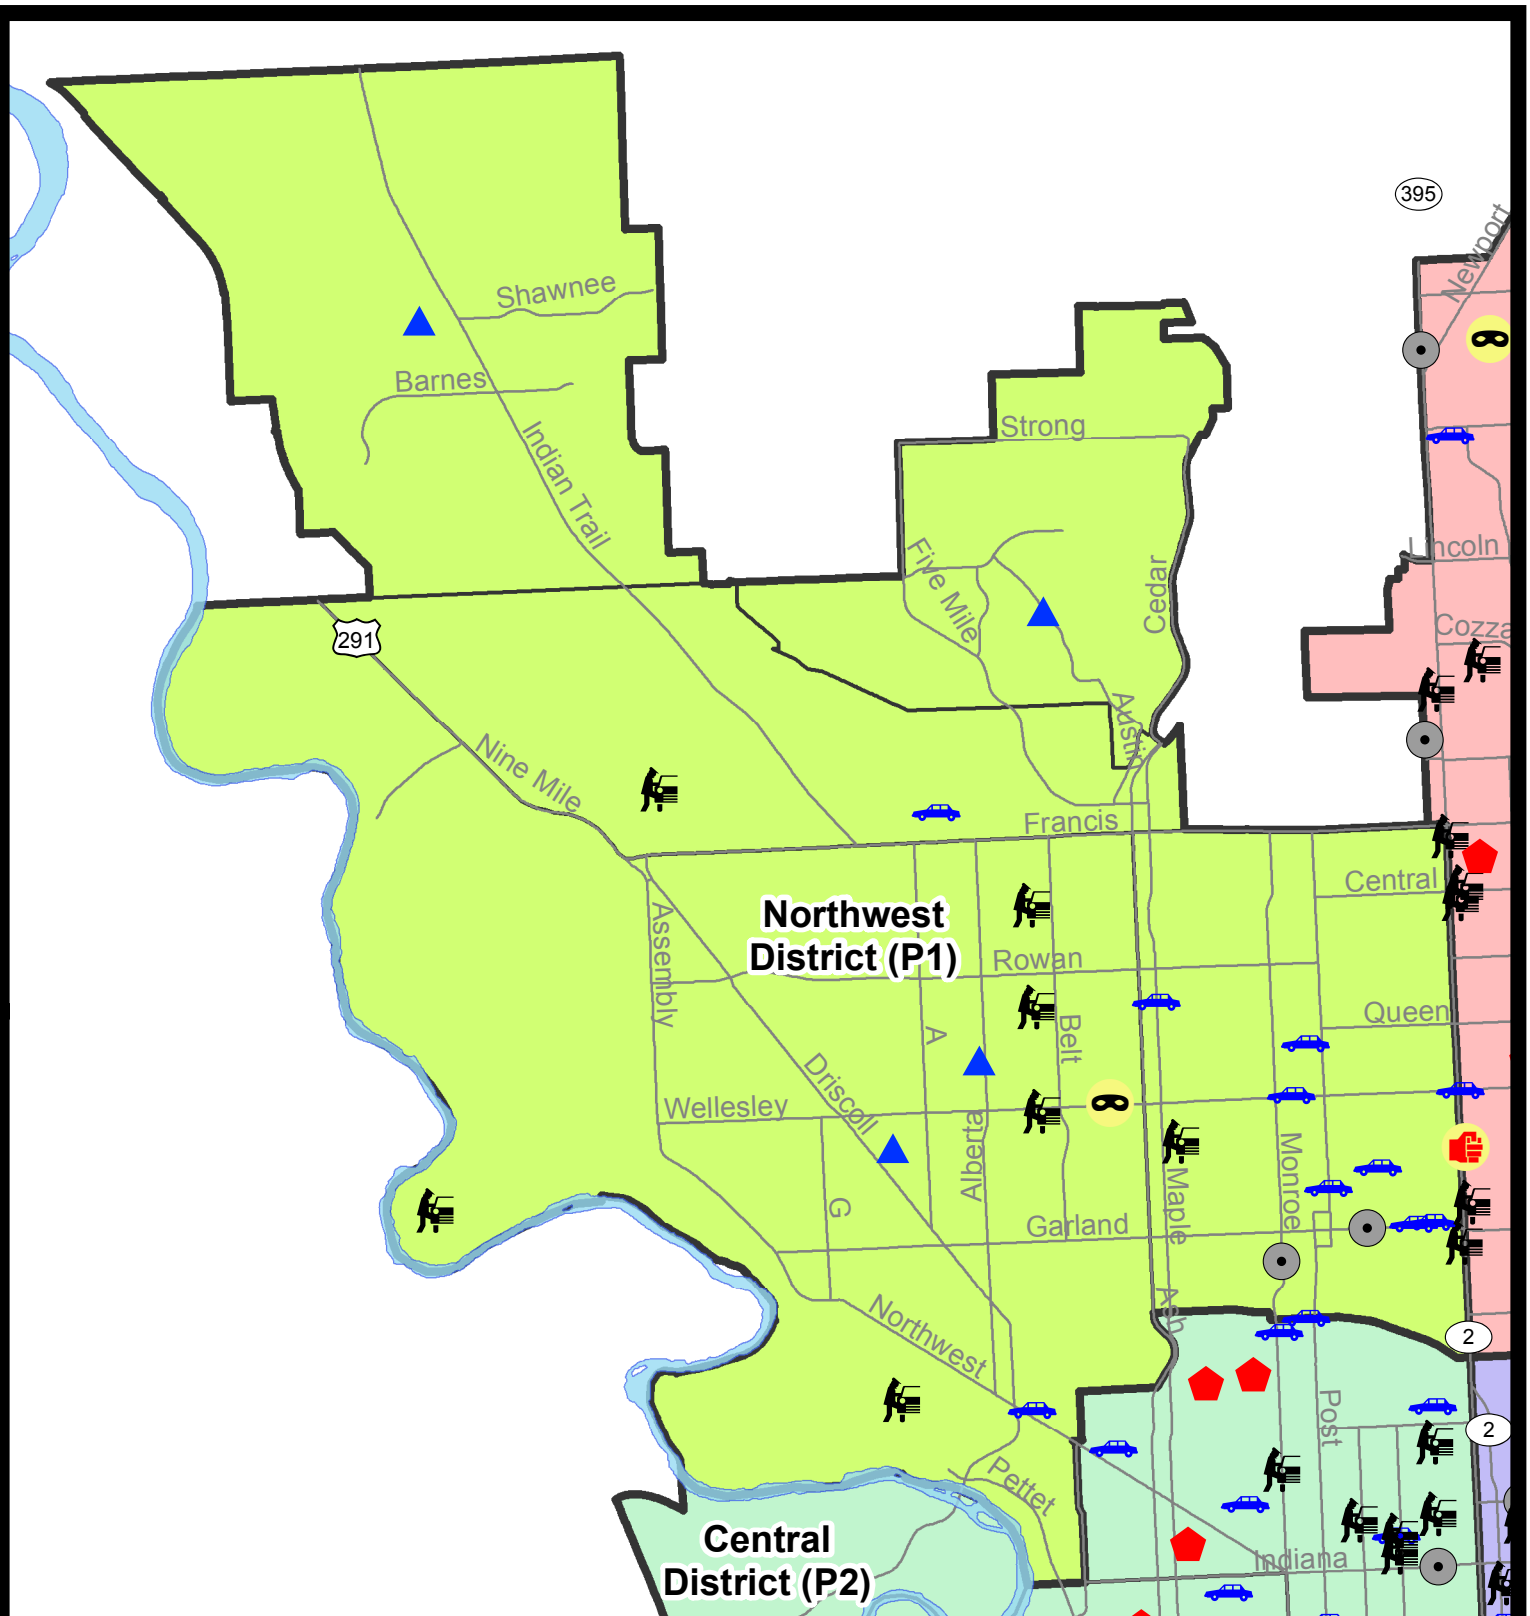 395
Newport
Shawnee
Barnes
Strong
Indian Trail
Five Mile
Cedar
Lincoln
291
Cozza
Austin
Nine Mile
Francis
Central
Northwest
District (P1)
Assembly
Rowan
Queen
A
Belt
Driscoll
Wellesley
Alberta
Monroe
Maple
G
Garland
Ash
Northwest
2
Post
2
Pettet
Central
District (P2)
Indiana